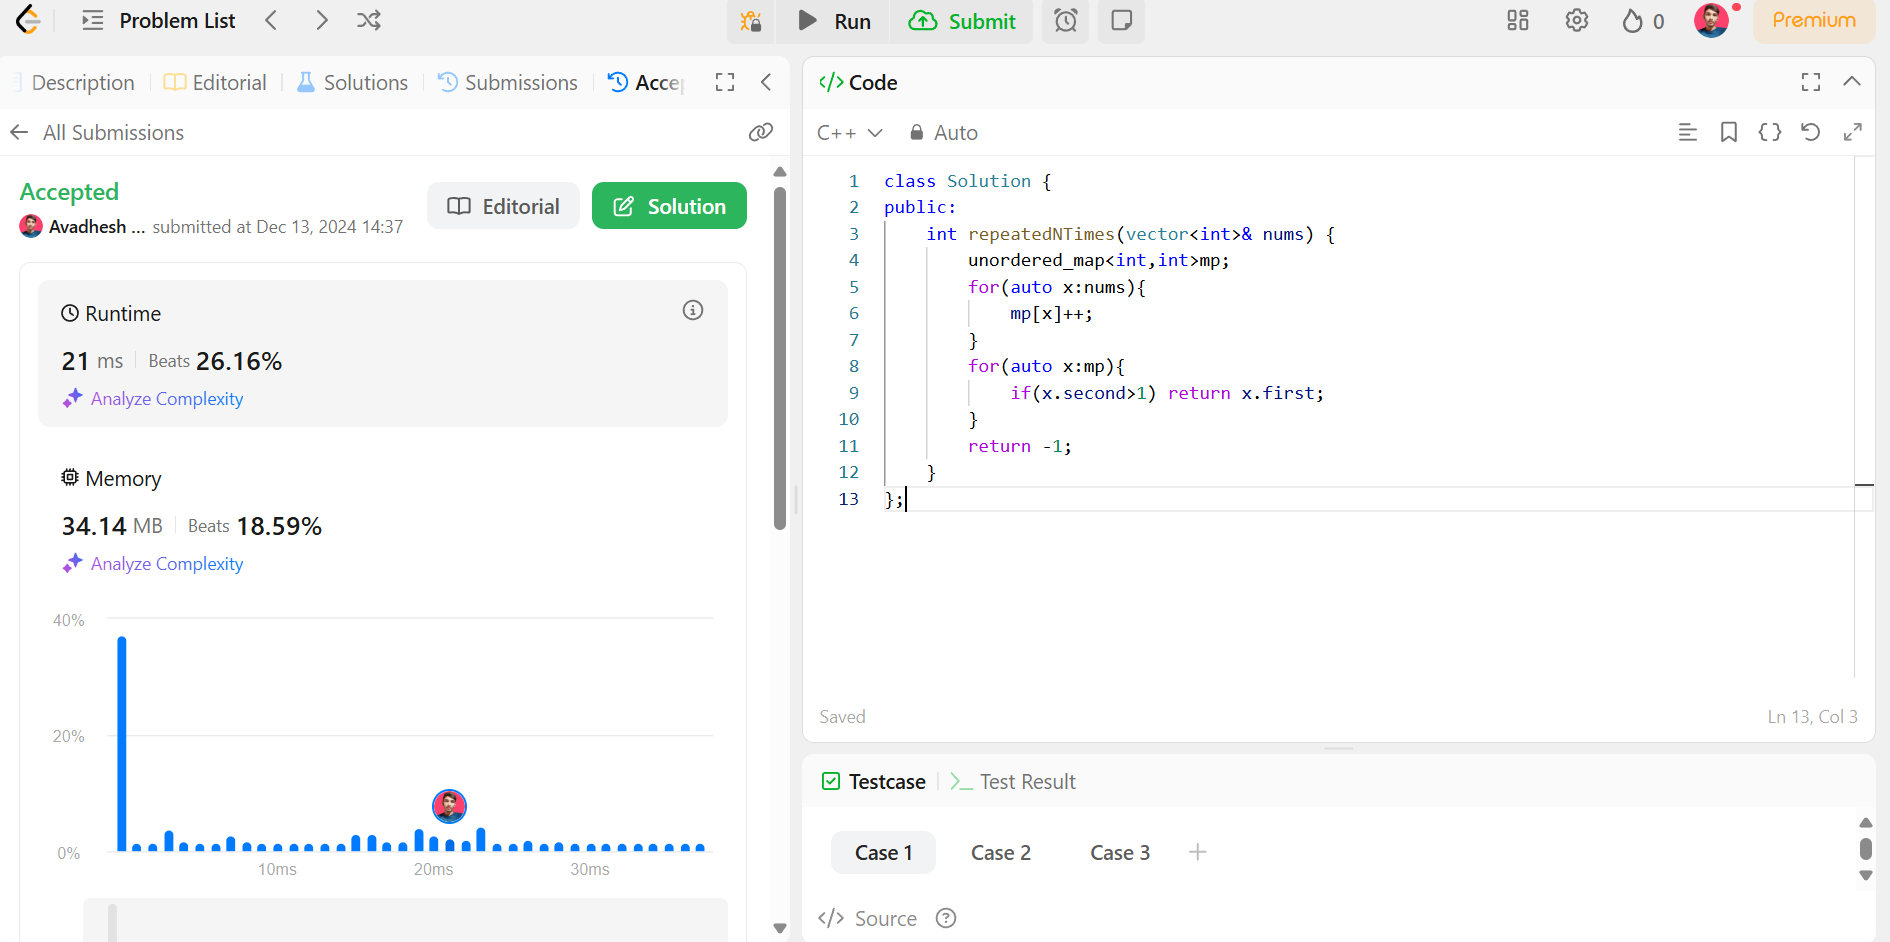 Problem List
Run
Submit
0
Premium
Description
Editorial
Solutions
Submissions
All Submissions
Accepted
Avadhesh ... submitted at Dec 13, 2024 14:37
Editorial
Solution
Runtime
21 ms Beats 26.16%
Analyze Complexity
Memory
34.14 MB Beats 18.59%
Analyze Complexity
40%
20%
0%
10ms 20ms 30ms
</> Code
C++ Auto
1 class Solution {
2 public:
3 int repeatedNTimes(vector<int>& nums) {
4 unordered_map<int,int>mp;
5 for(auto x:nums){
6 mp[x]++;
7 }
8 for(auto x:mp){
9 if(x.second>1) return x.first;
10 }
11 return -1;
12 }
13 };
Saved
Ln 13, Col 3
Testcase
>_ Test Result
Case 1 Case 2 Case 3 +
</> Source ?